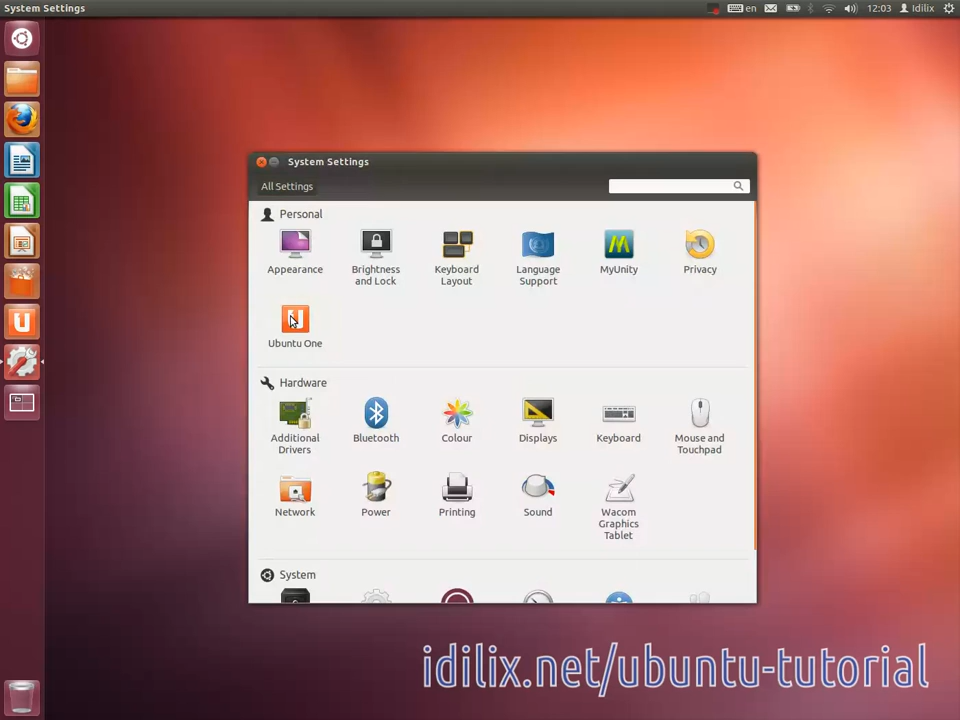 System Settings
en
12:03
Idilix
System Settings
All Settings
Personal
Appearance
Brightness
and Lock
Keyboard
Layout
Language
Support
MyUnity
Privacy
Ubuntu One
Hardware
Additional
Drivers
Bluetooth
Colour
Displays
Keyboard
Mouse and
Touchpad
Network
Power
Printing
Sound
Wacom
Graphics
Tablet
System
idilix.net/ubuntu-tutorial